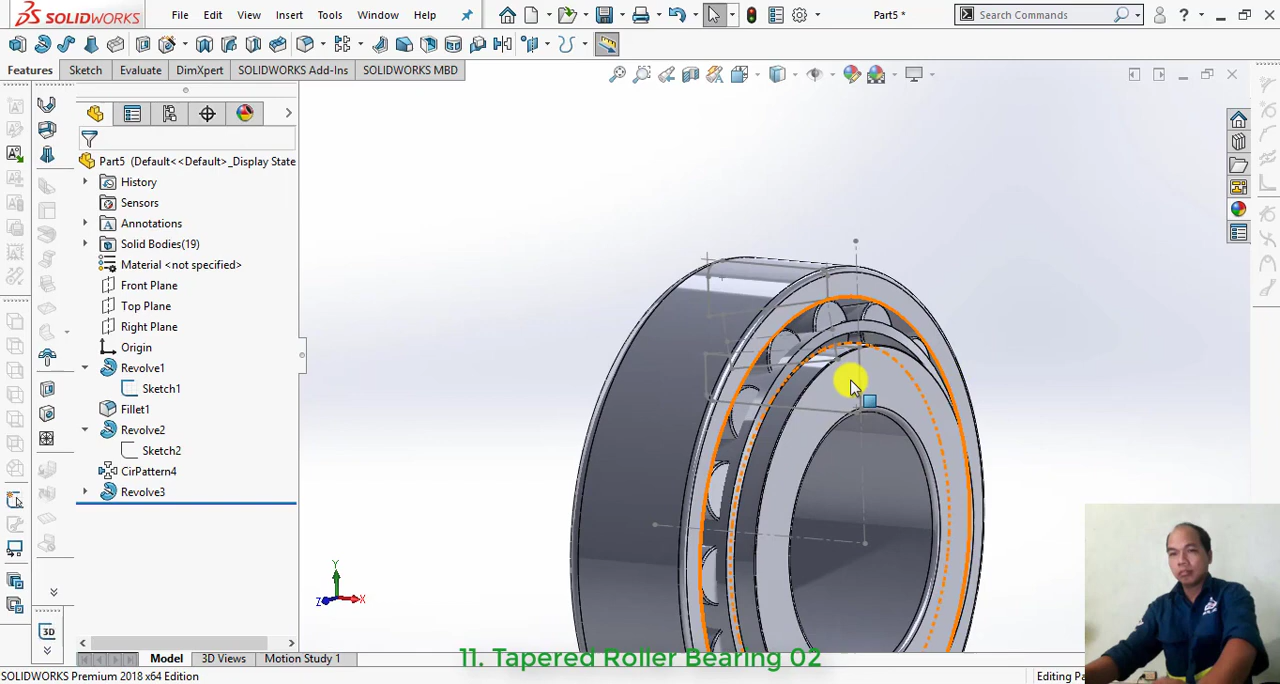 SOLIDWORKS
File
Edit
View
Insert
Tools
Window
Help
Part5 *
Search Commands
Features
Sketch
Evaluate
DimXpert
SOLIDWORKS Add-Ins
SOLIDWORKS MBD
Part5 (Default<<Default>_Display State
History
Sensors
Annotations
Solid Bodies(19)
Material <not specified>
Front Plane
Top Plane
Right Plane
Origin
Revolve1
Sketch1
Fillet1
Revolve2
Sketch2
CirPattern4
Revolve3
Y
Z
X
3D
Model
3D Views
Motion Study 1
11. Tapered Roller Bearing 02
SOLIDWORKS Premium 2018 x64 Edition
Editing Pa